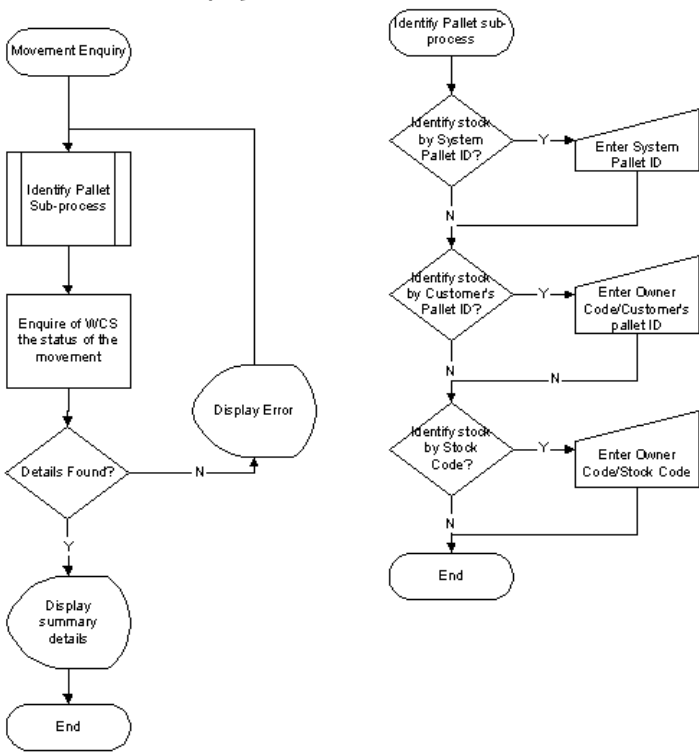 Movement Enquiry
Identify Pallet
Sub-process
Enquire of WCS
the status of the
movement
Display Error
Details Found?
N
Y
Display
summary
details
End
Identify Pallet sub-
process
Identify stock
by System
Pallet ID?
Y
Enter System
Pallet ID
N
Identify stock
by Customer's
Pallet ID?
Y
Enter Owner
Code/Customer's
pallet ID
N
N
Identify stock
by Stock
Code?
Y
Enter Owner
Code/Stock Code
N
End